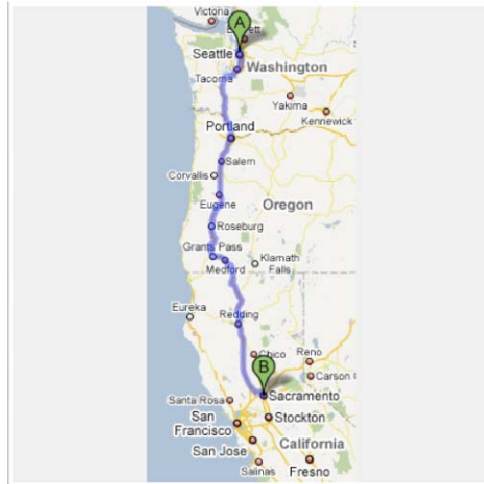 Victoria
A
Everett
Seattle
Washington
Tacoma
Yakima
Kennewick
Portland
Salem
Corvallis
Eugene
Oregon
Roseburg
Grants Pass
Medford
Klamath
Falls
Eureka
Redding
Chico
Reno
B
Carson
Santa Rosa
Sacramento
San
Francisco
Stockton
San Jose
California
Salinas
Fresno